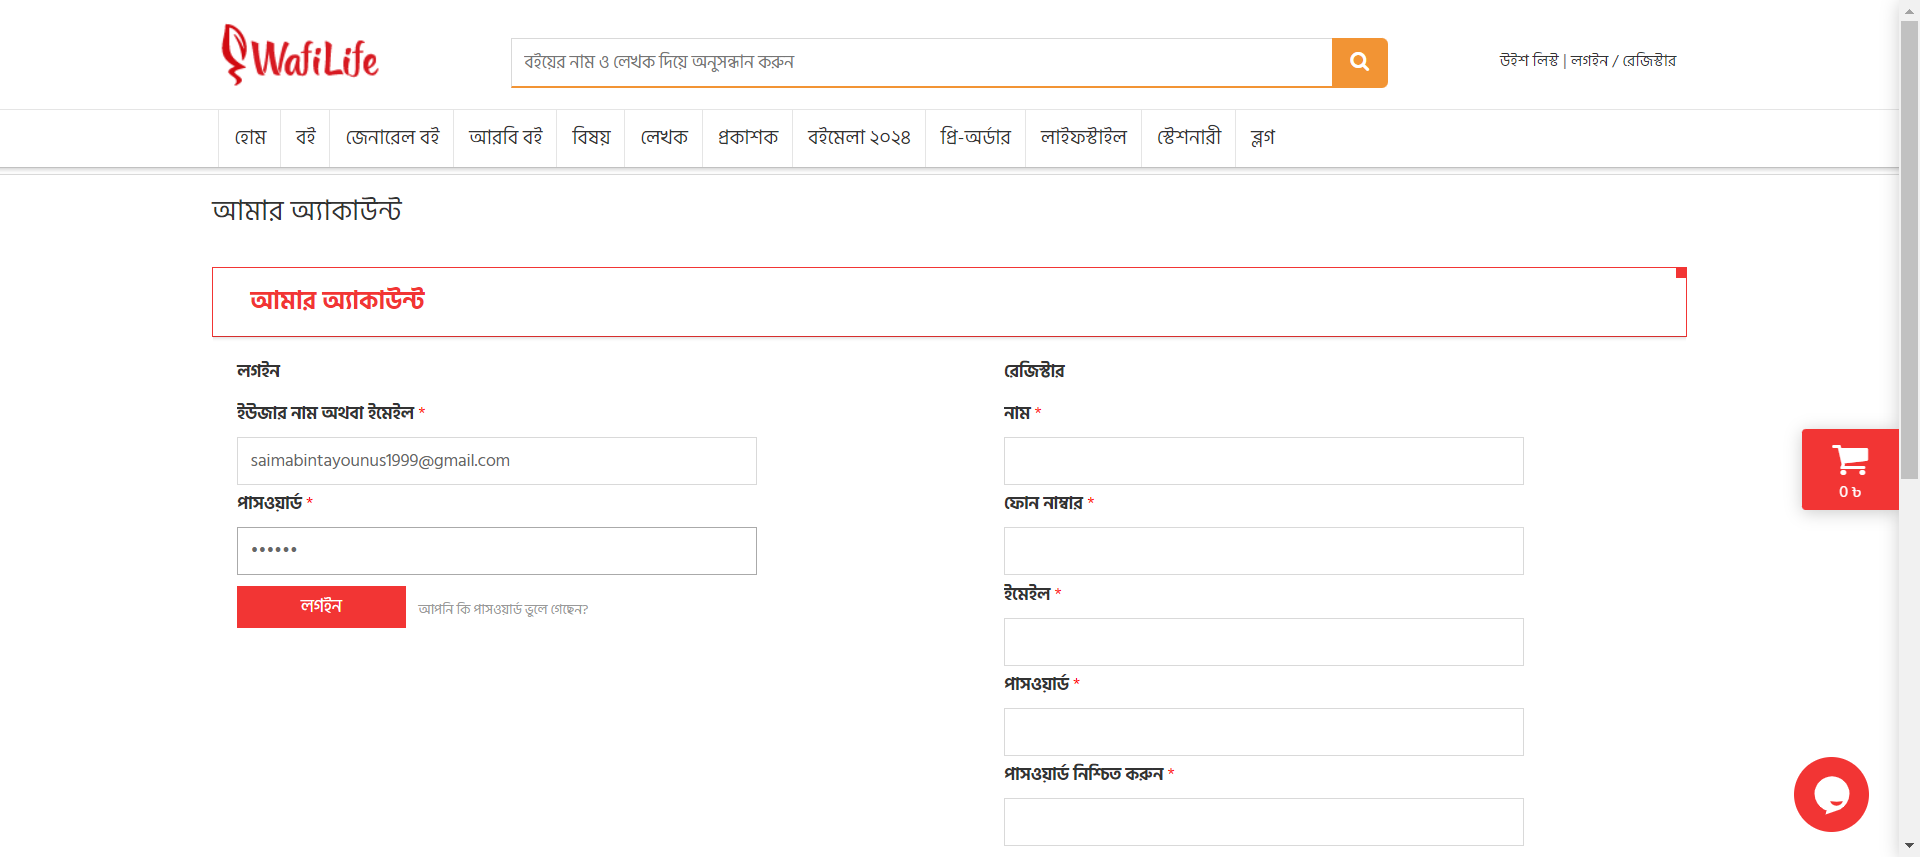 WafiLife
বইয়ের নাম ও লেখক দিয়ে অনুসন্ধান করুন
উইশ লিস্ট | লগইন / রেজিস্টার
হোম বই জেনারেল বই আরবি বই বিষয় লেখক প্রকাশক বইমেলা ২০২৪ প্রি-অর্ডার লাইফস্টাইল স্টেশনারী ব্লগ
আমার অ্যাকাউন্ট
আমার অ্যাকাউন্ট
লগইন
ইউজার নাম অথবা ইমেইল *
saimabintayounus1999@gmail.com
পাসওয়ার্ড *
••••••
লগইন
আপনি কি পাসওয়ার্ড ভুলে গেছেন?
রেজিস্টার
নাম *
ফোন নাম্বার *
ইমেইল *
পাসওয়ার্ড *
পাসওয়ার্ড নিশ্চিত করুন *
0 ৳